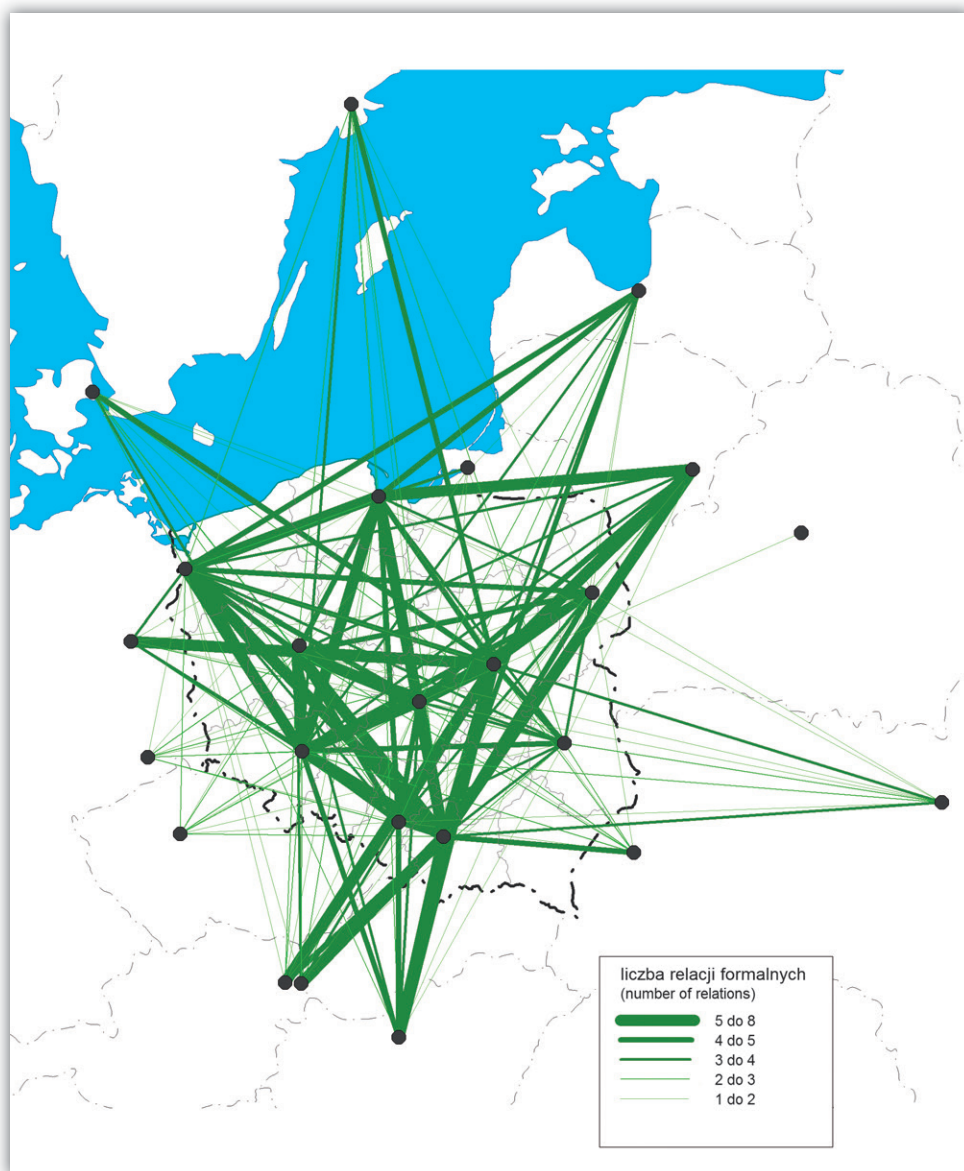 liczba relacji formalnych
(number of relations)
5 do 8
4 do 5
3 do 4
2 do 3
1 do 2